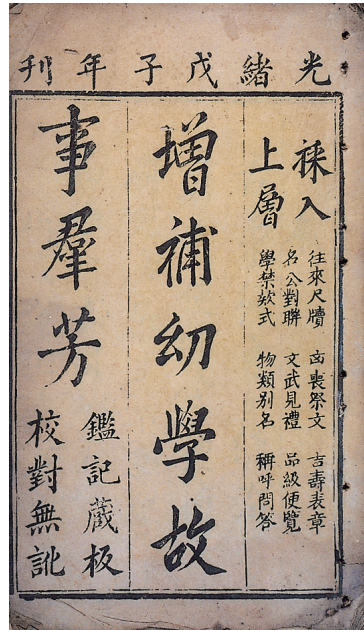 光緒戊子年刊
採入
上層
往來尺牘 凶喪祭文 吉壽表章
名公對聯 文武見禮 品級便覽
學禁欵式 物類別名 稱呼問答
增補幼學故
事羣芳
鑑記藏板
校對無訛